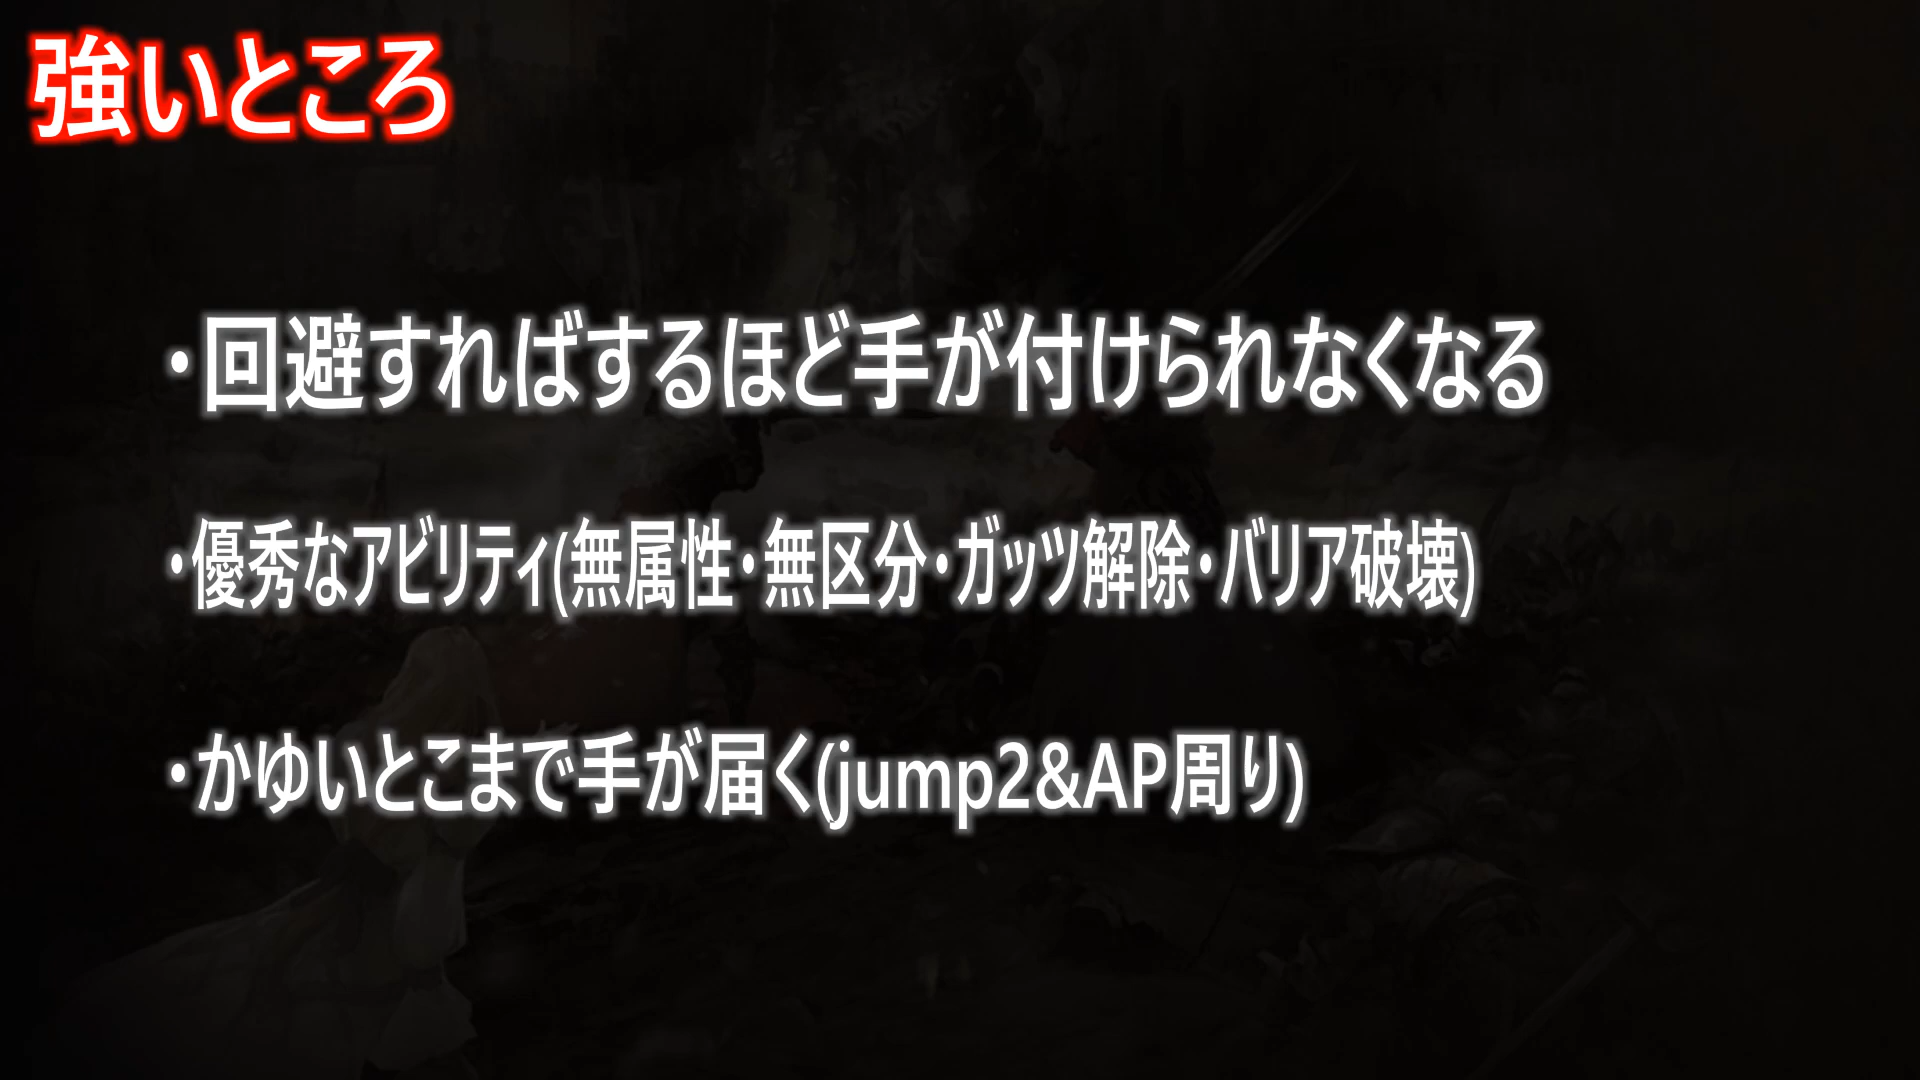 強いところ
・回避すればするほど手が付けられなくなる
・優秀なアビリティ(無属性・無区分・ガッツ解除・バリア破壊)
・かゆいとこまで手が届く(jump2&AP周り)